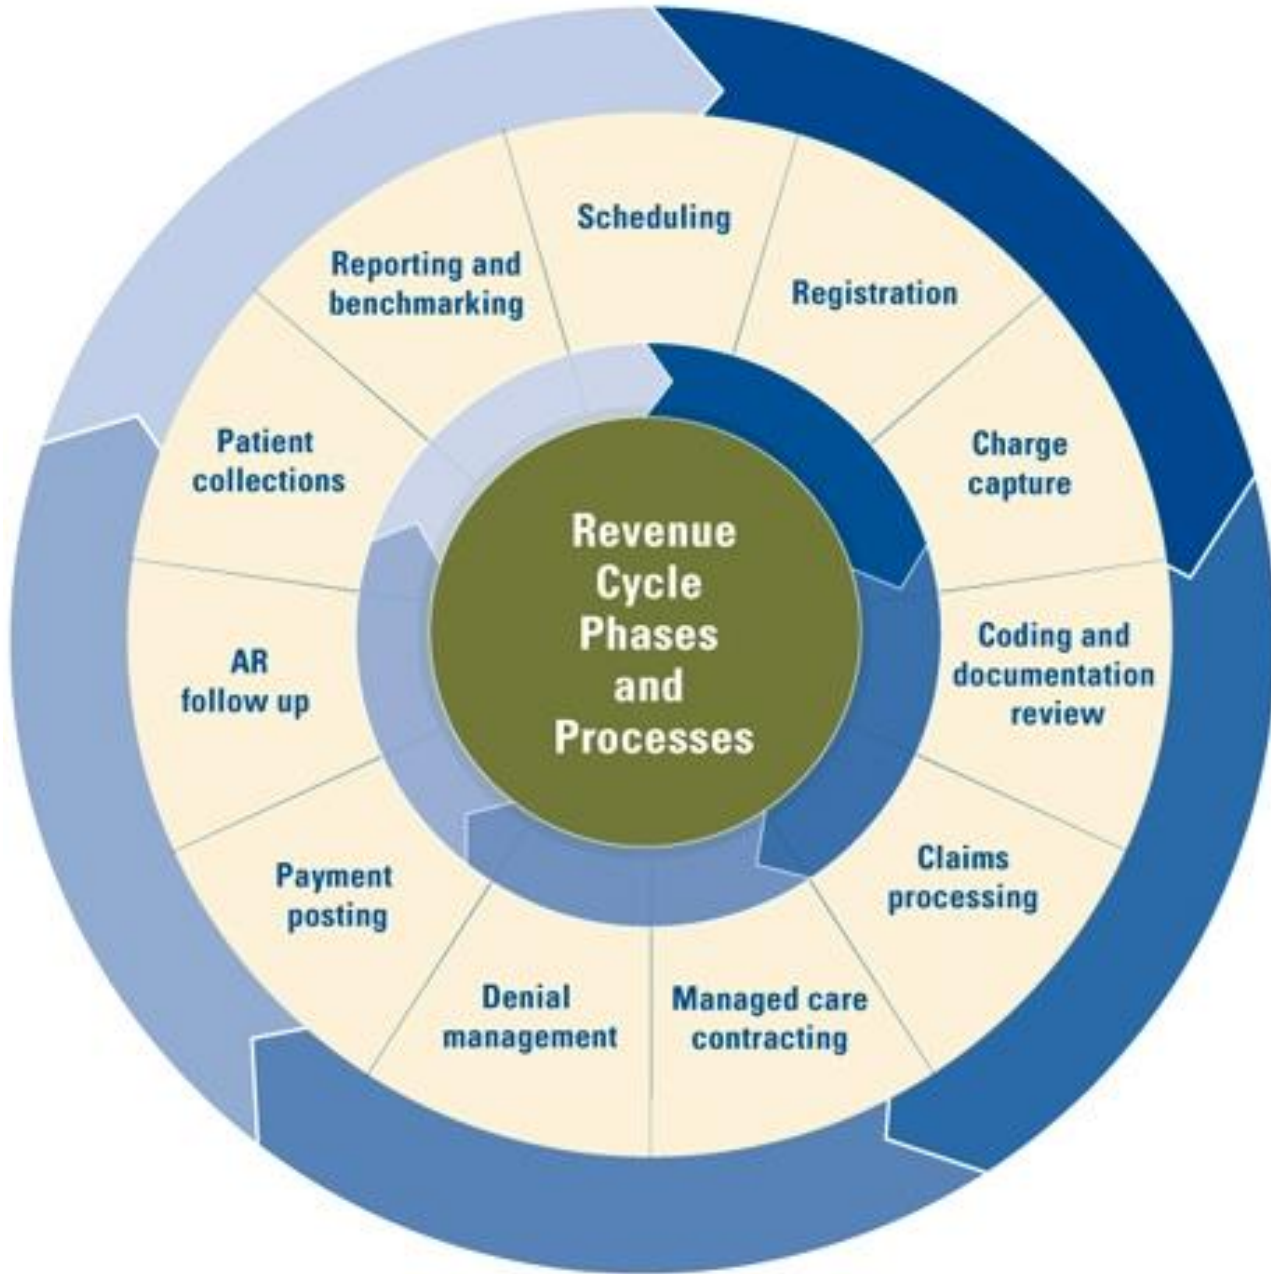 Scheduling
Registration
Charge
capture
Coding and
documentation
review
Claims
processing
Managed care
contracting
Denial
management
Payment
posting
AR
follow up
Patient
collections
Reporting and
benchmarking
Revenue
Cycle
Phases
and
Processes